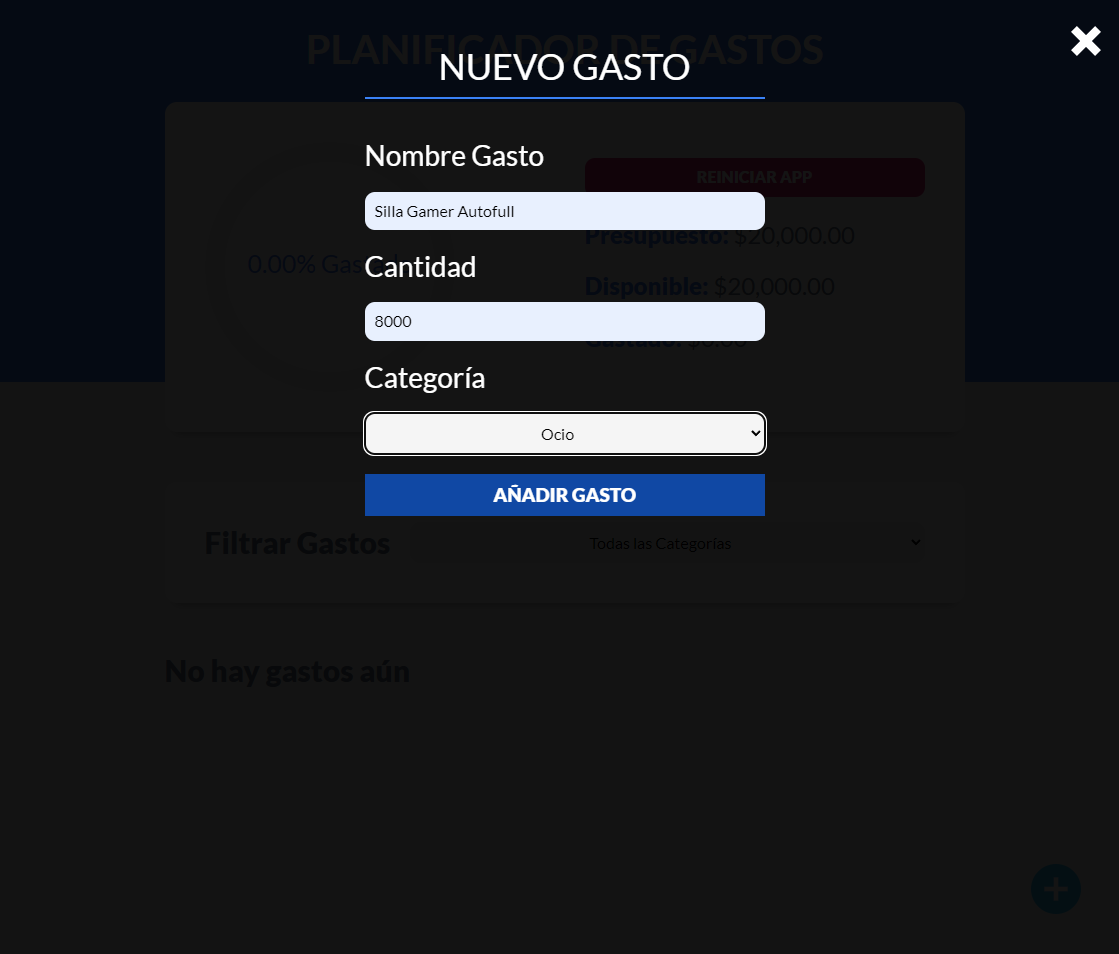 PLANIFICADOR DE GASTOS
NUEVO GASTO
Nombre Gasto
REINICIAR APP
Silla Gamer Autofull
Presupuesto: $20,000.00
0.00% Gas
Cantidad
Disponible: $20,000.00
8000
Gastado: $0.00
Categoría
Ocio
AÑADIR GASTO
Filtrar Gastos
Todas las Categorías
No hay gastos aún